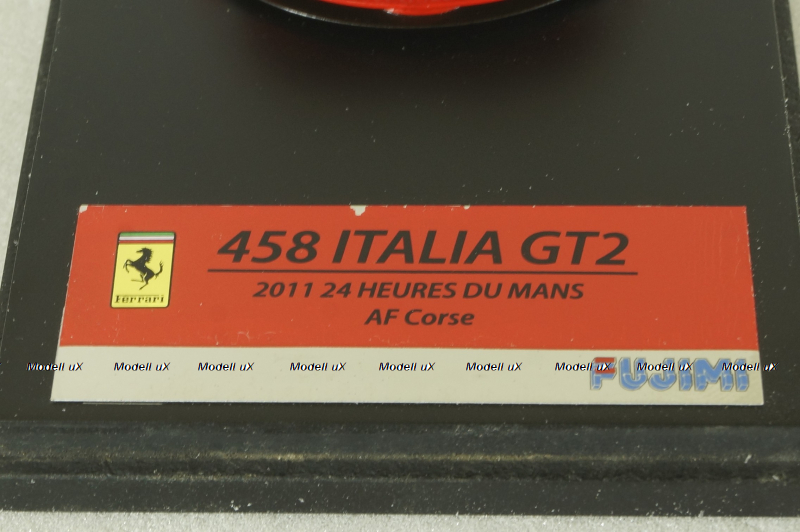 458 ITALIA GT2
Ferrari
2011 24 HEURES DU MANS
AF Corse
Modell uX Modell uX Modell uX Modell uX Modell uX Modell uX Modell uX Modell uX Modell uX
FUJIMI